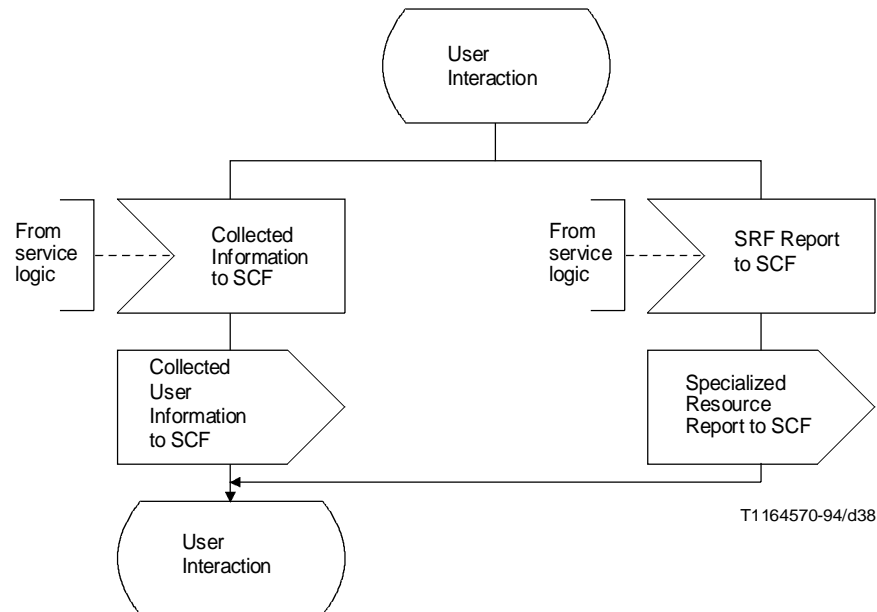 User
Interaction
From
service
logic
Collected
Information
to SCF
From
service
logic
SRF Report
to SCF
Collected
User
Information
to SCF
Specialized
Resource
Report to SCF
T1164570-94/d38
User
Interaction